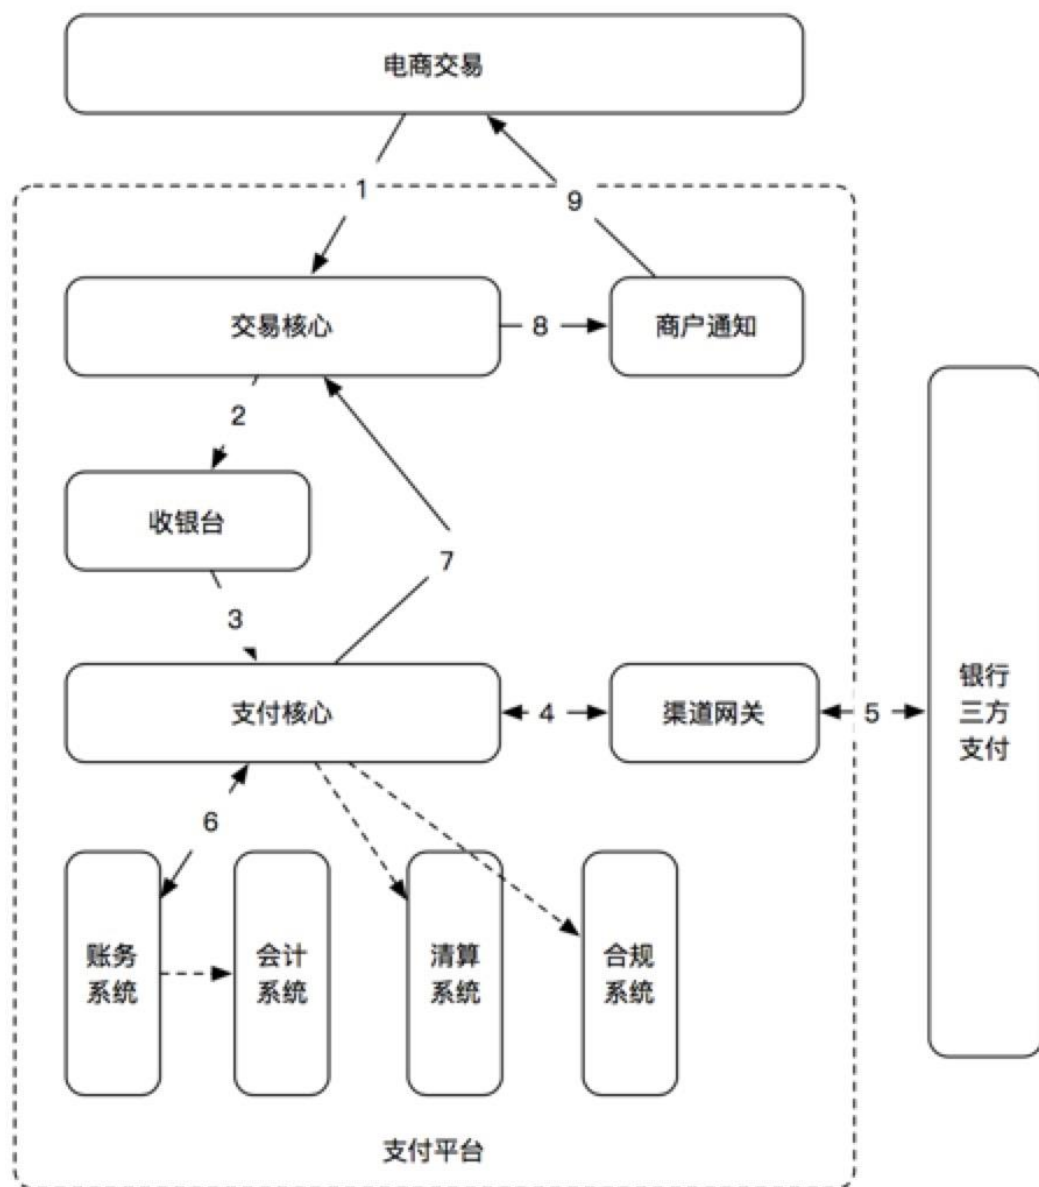 电商交易
1
9
交易核心
8
商户通知
2
收银台
7
3
支付核心
4
渠道网关
5
银行
三方
支付
6
账务
系统
会计
系统
清算
系统
合规
系统
支付平台